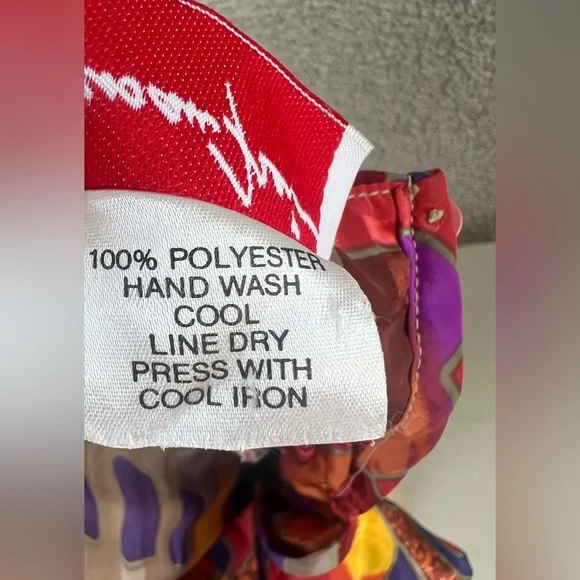 100% POLYESTER
HAND WASH
COOL
LINE DRY
PRESS WITH
COOL IRON